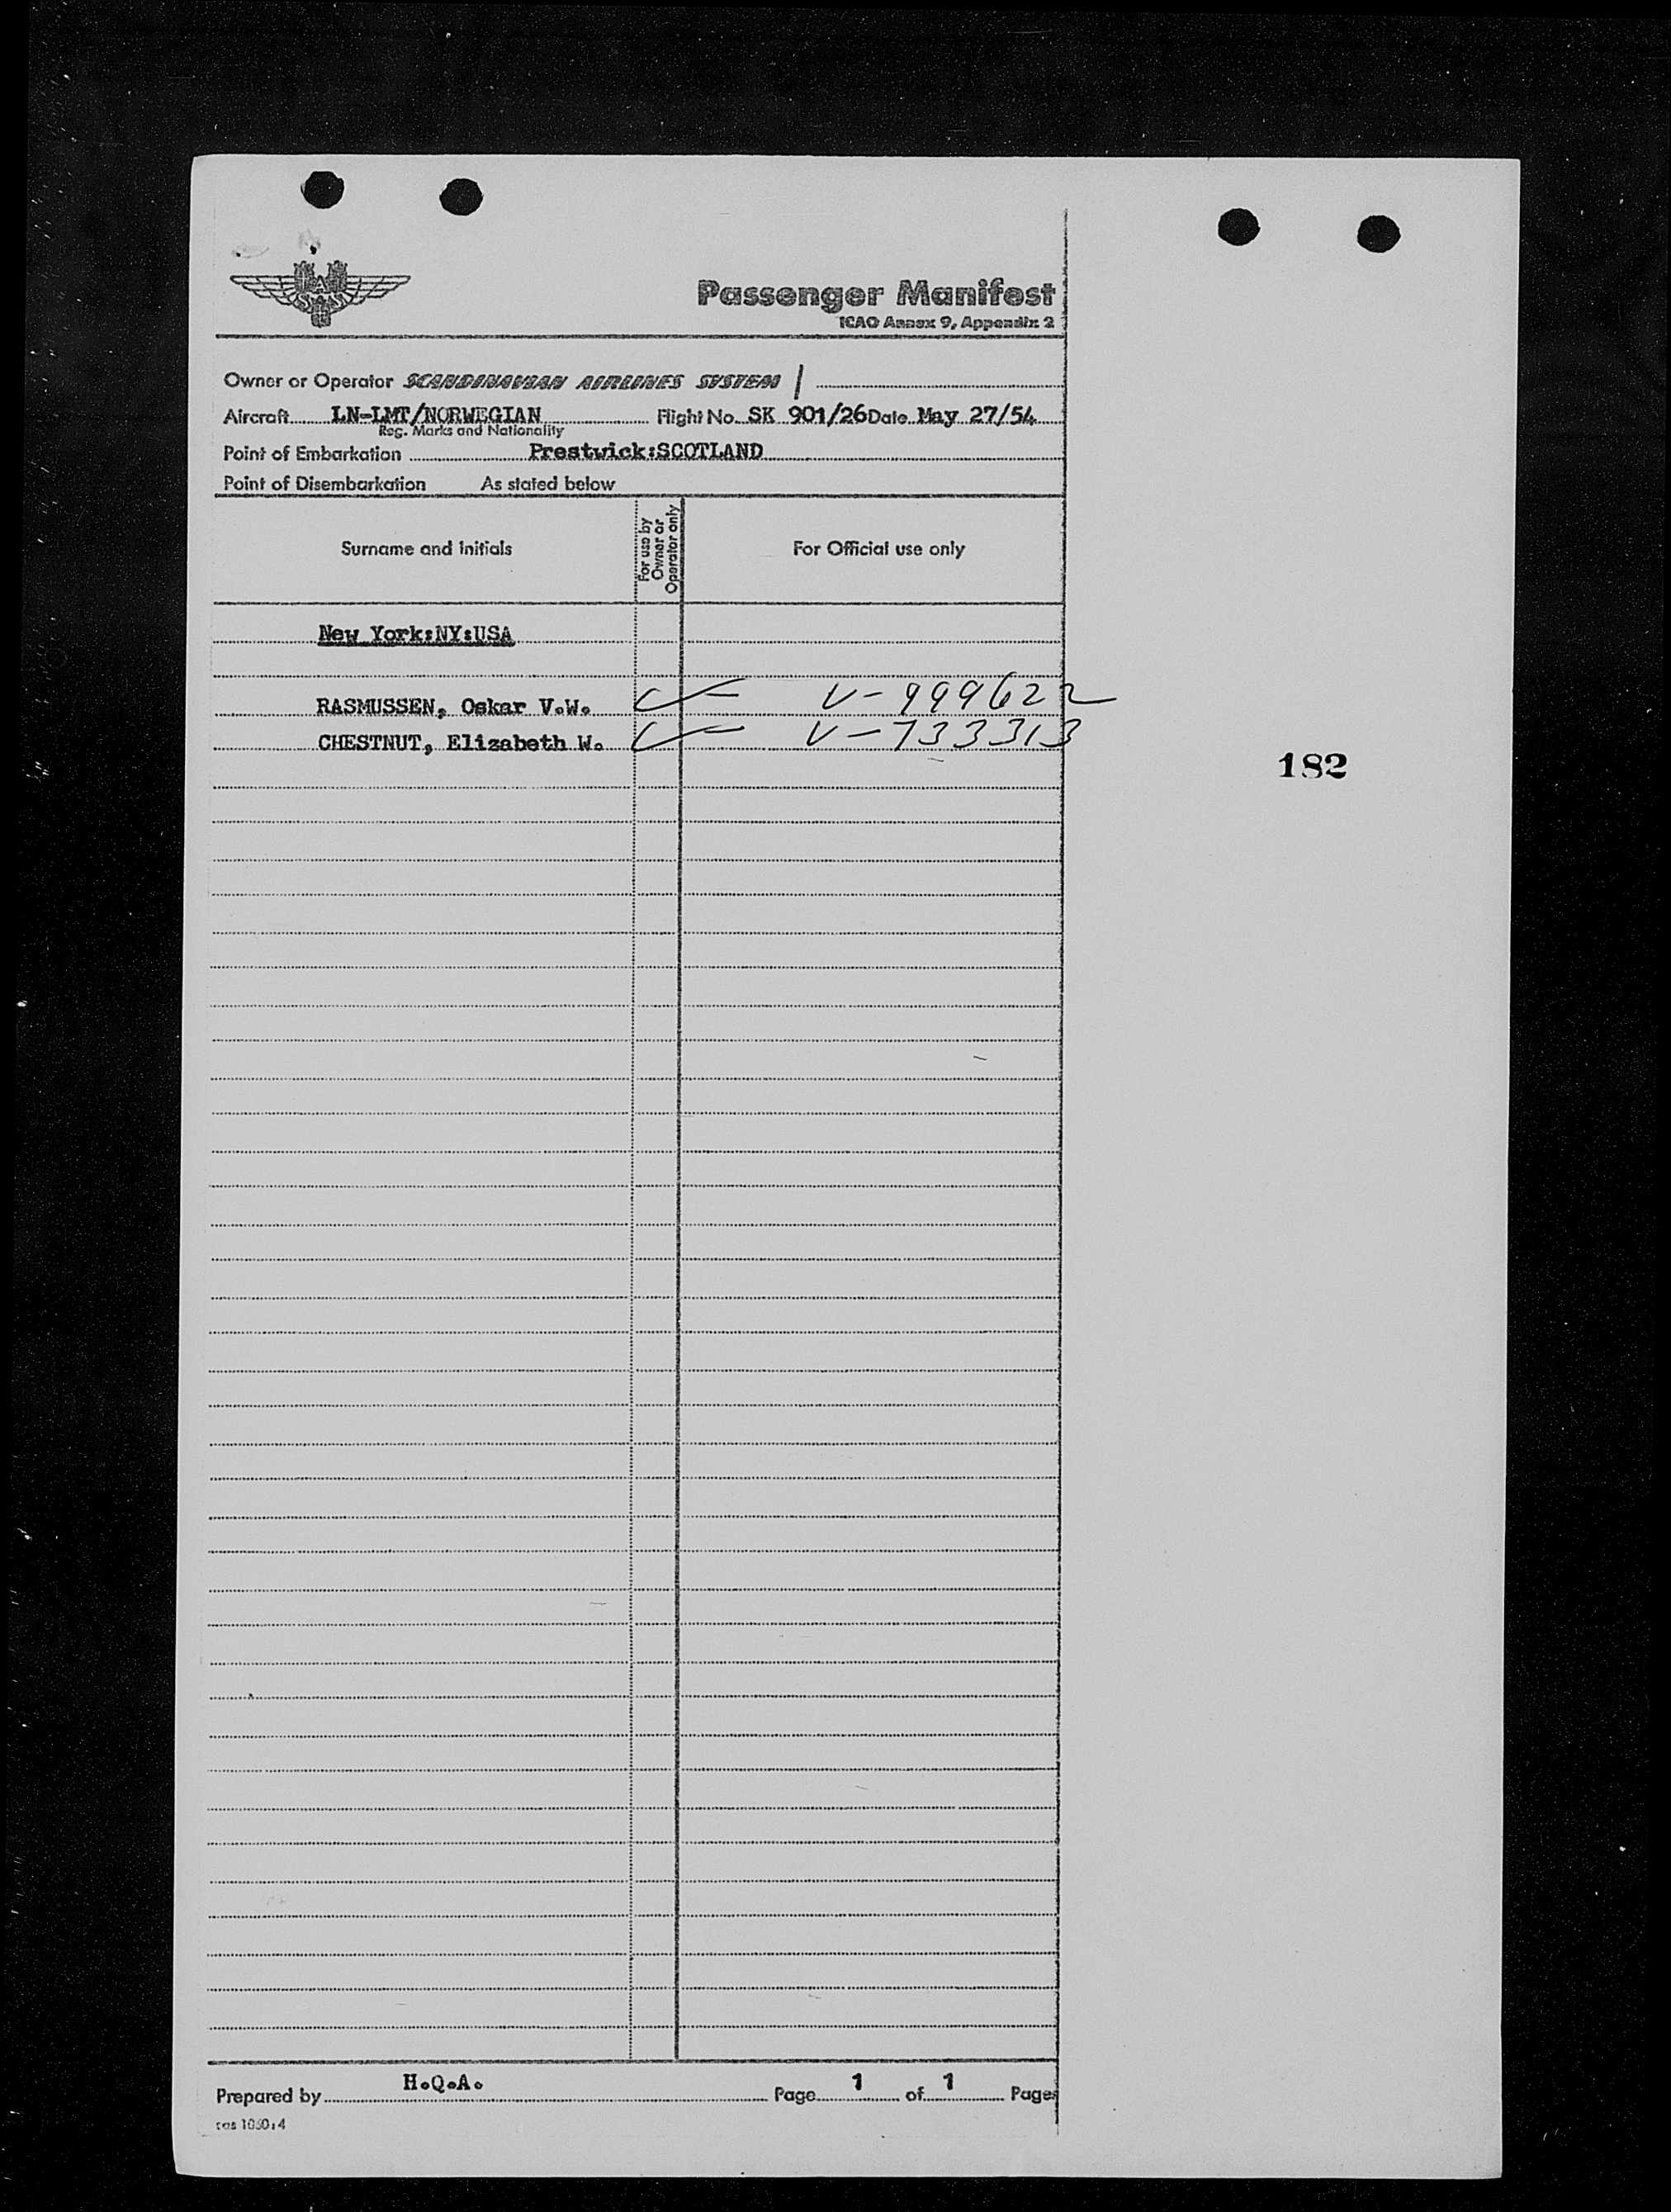 SAS
Passenger Manifest
ICAO Annex 9, Appendix 2
Owner or Operator SCANDINAVIAN AIRLINES SYSTEM
Aircraft LN-LMT/NORWEGIAN Flight No. SK 901/26 Date May 27/54
Reg. Marks and Nationality
Point of Embarkation Prestwick:SCOTLAND
Point of Disembarkation As stated below
Surname and Initials
For use by
Owner or
Operator only
For Official use only
New York:NY:USA
RASMUSSEN, Oskar V.W. V-999622
CHESTNUT, Elizabeth W. V-733313
182
Prepared by H.Q.A. Page 1 of 1 Pages